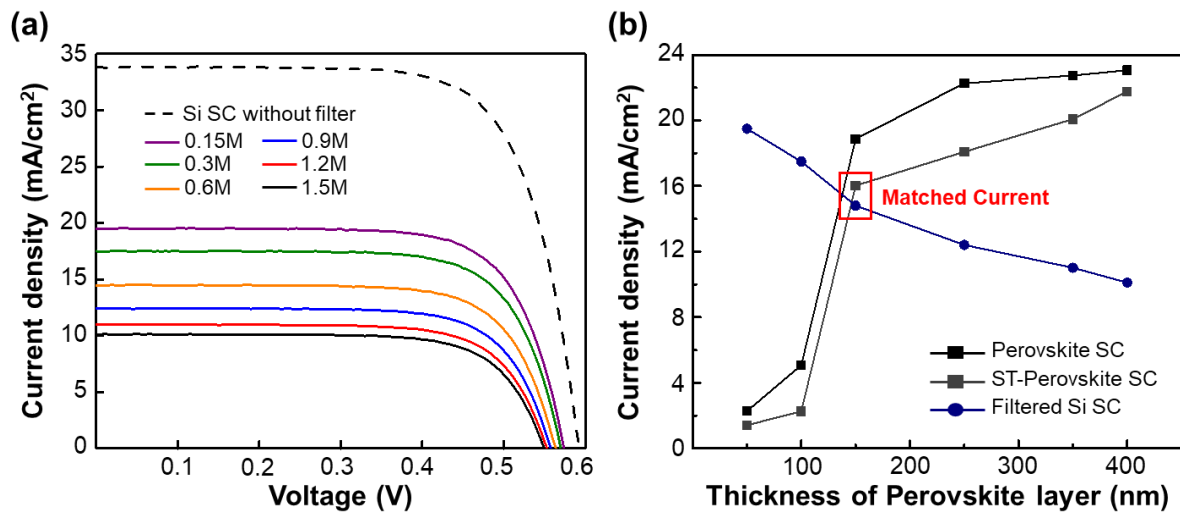 (a)
Current density (mA/cm²)
35
30
25
20
15
10
5
0
Si SC without filter
0.15M 0.9M
0.3M 1.2M
0.6M 1.5M
0.1 0.2 0.3 0.4 0.5 0.6
Voltage (V)
(b)
Current density (mA/cm²)
24
20
16
12
8
4
0
Matched Current
Perovskite SC
ST-Perovskite SC
Filtered Si SC
100 200 300 400
Thickness of Perovskite layer (nm)